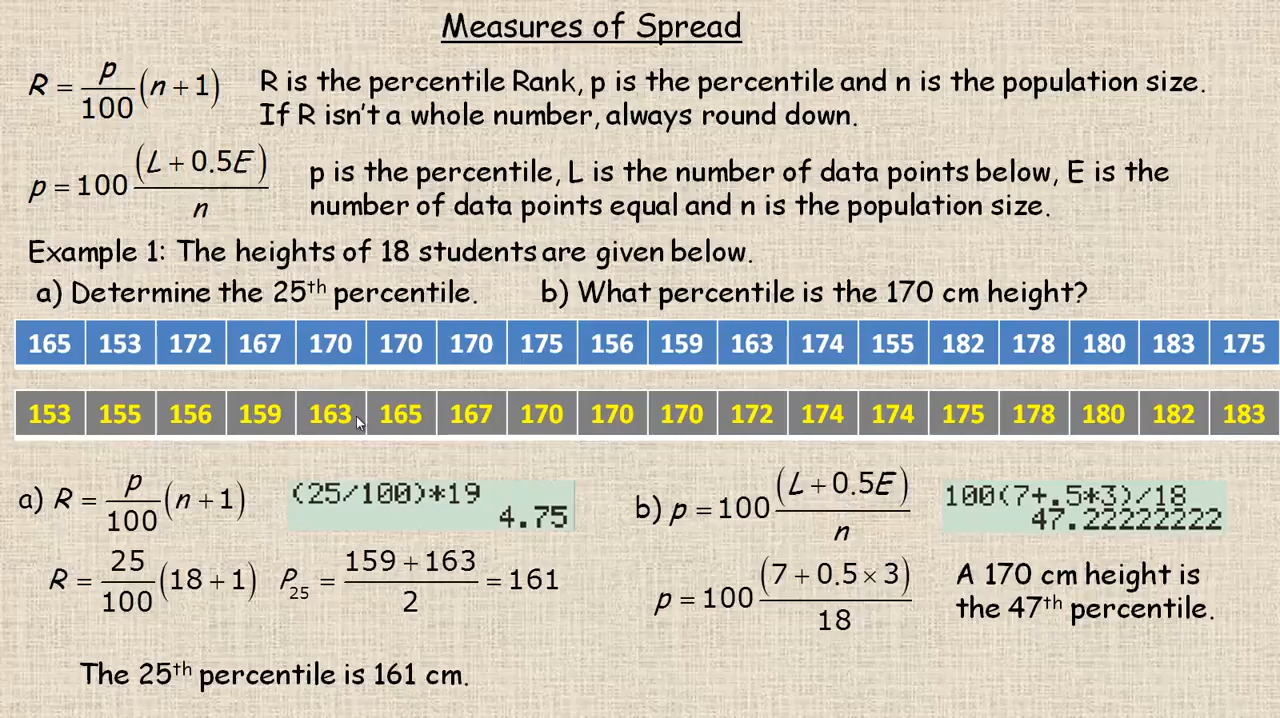 Measures of Spread
R = p/100 (n + 1) R is the percentile Rank, p is the percentile and n is the population size.
If R isn't a whole number, always round down.
p = 100 (L + 0.5E)/n p is the percentile, L is the number of data points below, E is the
number of data points equal and n is the population size.
Example 1: The heights of 18 students are given below.
a) Determine the 25th percentile. b) What percentile is the 170 cm height?
165 153 172 167 170 170 170 175 156 159 163 174 155 182 178 180 183 175
153 155 156 159 163 165 167 170 170 170 172 174 174 175 178 180 182 183
a) R = p/100 (n + 1) (25/100)*19 b) p = 100 (L + 0.5E)/n 100(7+.5*3)/18
4.75 47.22222222
R = 25/100 (18 + 1) P25 = (159 + 163)/2 = 161 p = 100 (7 + 0.5 × 3)/18 A 170 cm height is
the 47th percentile.
The 25th percentile is 161 cm.